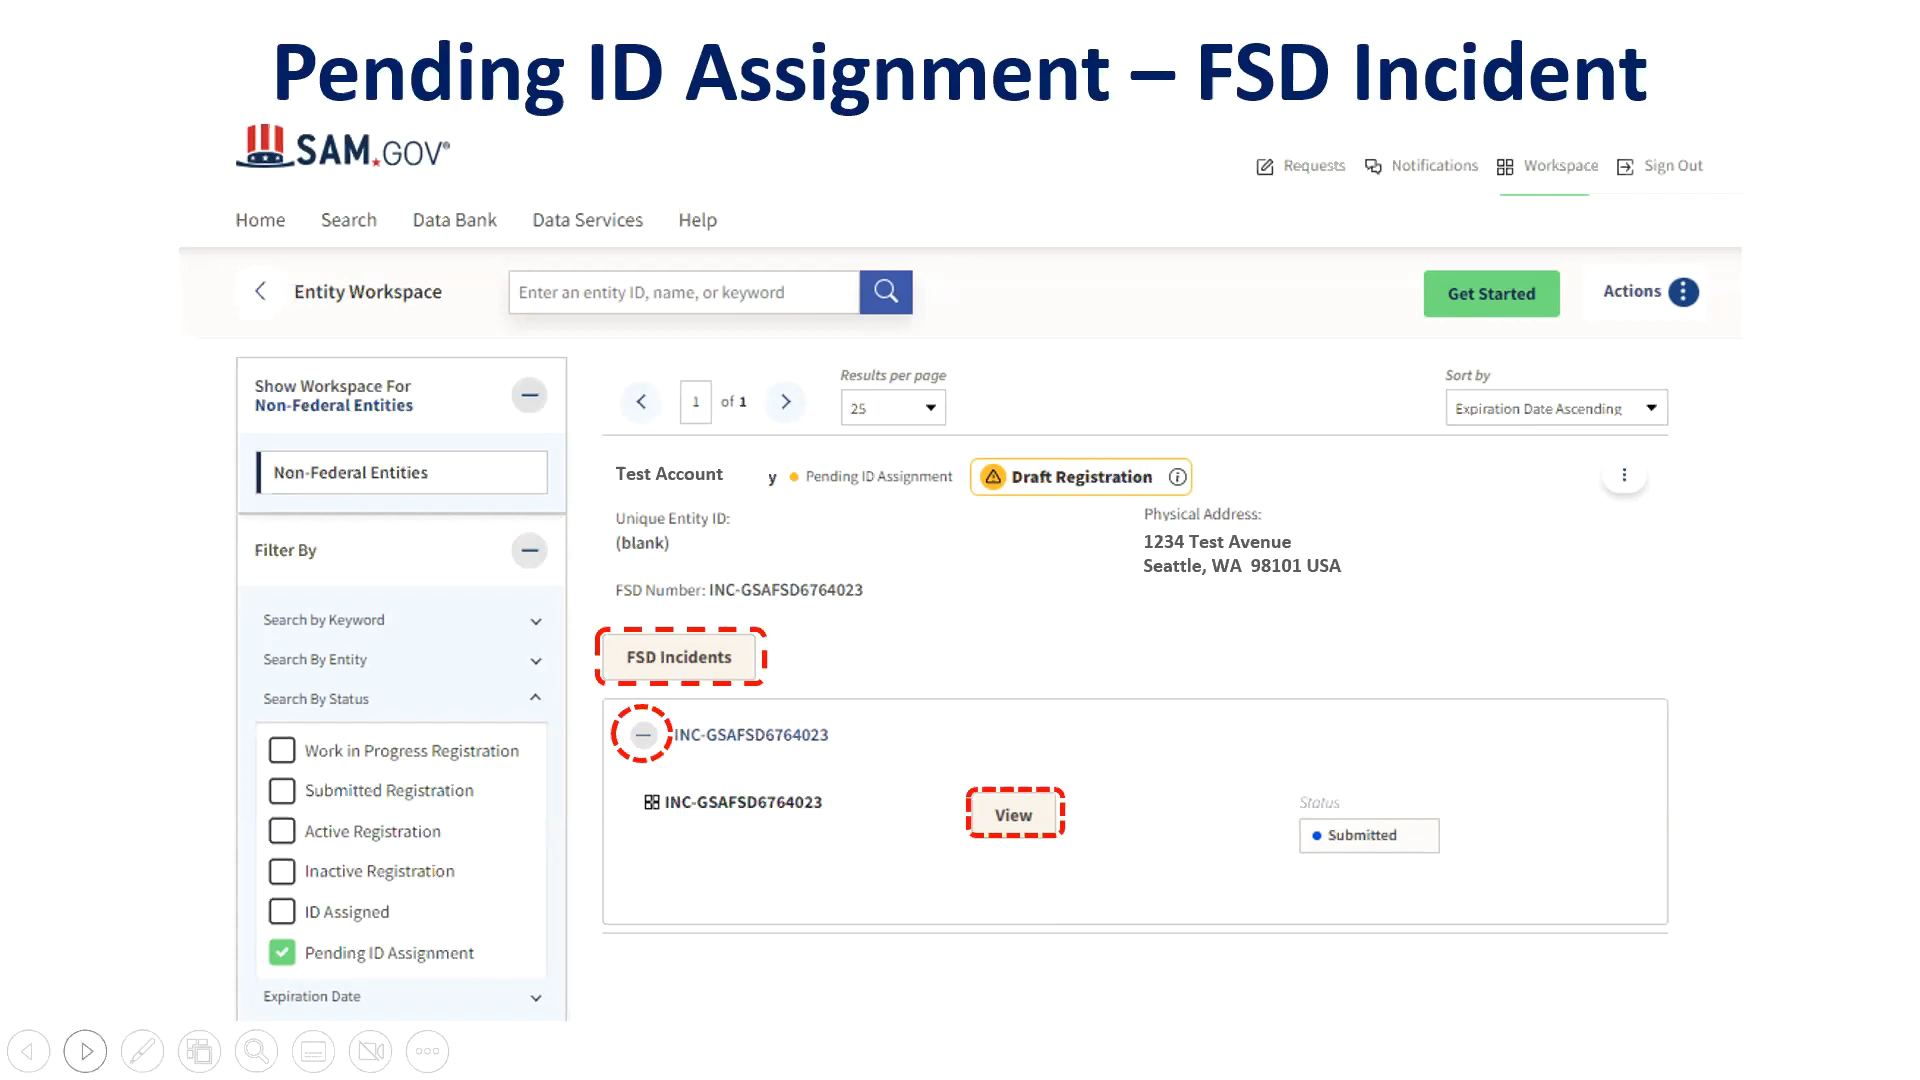 Pending ID Assignment – FSD Incident
SAM.GOV®
Requests
Notifications
Workspace
Sign Out
Home
Search
Data Bank
Data Services
Help
Entity Workspace
Enter an entity ID, name, or keyword
Get Started
Actions
Show Workspace For
Non-Federal Entities
Non-Federal Entities
Filter By
Search by Keyword
Search By Entity
Search By Status
Work in Progress Registration
Submitted Registration
Active Registration
Inactive Registration
ID Assigned
Pending ID Assignment
Expiration Date
1 of 1
Results per page
25
Sort by
Expiration Date Ascending
Test Account y Pending ID Assignment Draft Registration
Unique Entity ID:
(blank)
FSD Number: INC-GSAFSD6764023
Physical Address:
1234 Test Avenue
Seattle, WA 98101 USA
FSD Incidents
INC-GSAFSD6764023
INC-GSAFSD6764023
View
Status
Submitted